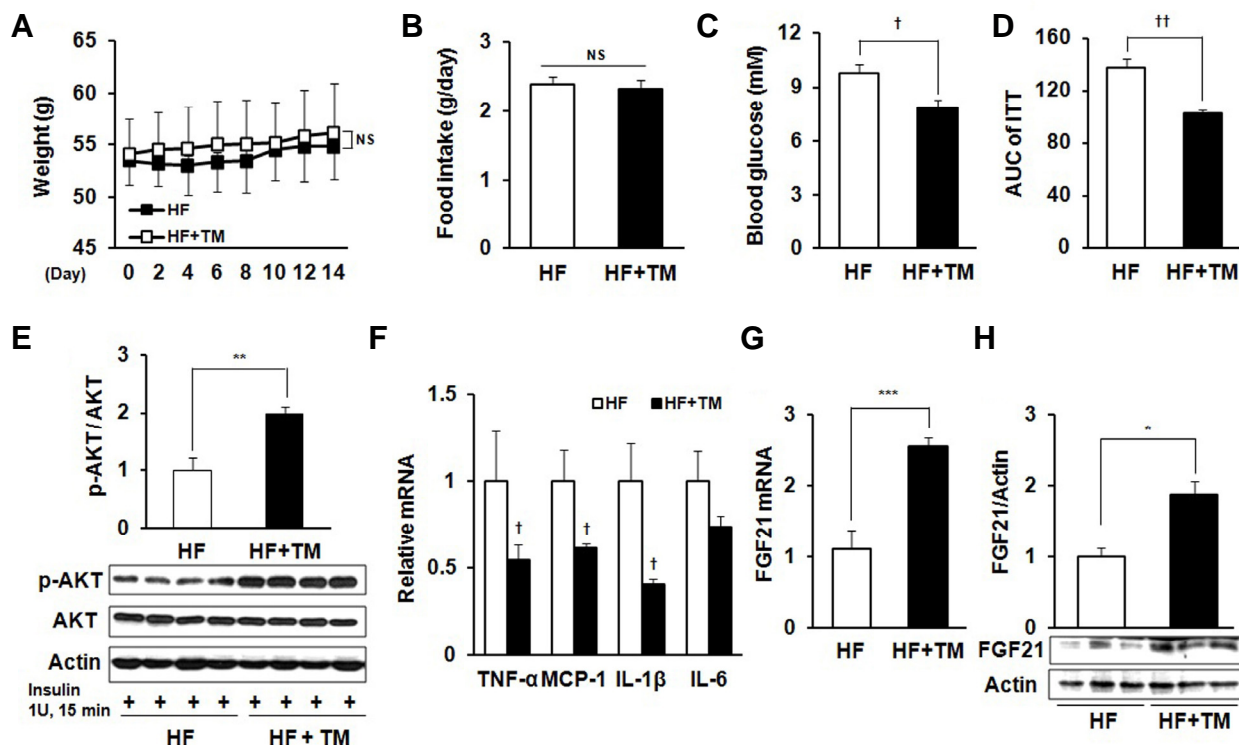 A
Weight (g)
60
55
50
45
NS
HF
HF+TM
(Day)
0 2 4 6 8 10 12 14
B
Food intake (g/day)
3
2
1
0
NS
HF HF+TM
C
Blood glucose (mM)
12
9
6
3
0
†
HF HF+TM
D
AUC of ITT
160
120
80
40
0
††
HF HF+TM
E
p-AKT/AKT
3
2
1
0
**
HF HF+TM
p-AKT
AKT
Actin
Insulin
1U, 15 min
+ + + + + + + +
HF HF + TM
F
Relative mRNA
1.5
1
0.5
0
HF HF+TM
† † †
TNF-α MCP-1 IL-1β IL-6
G
FGF21 mRNA
3
2
1
0
***
HF HF+TM
H
FGF21/Actin
3
2
1
0
*
FGF21
Actin
HF HF+TM